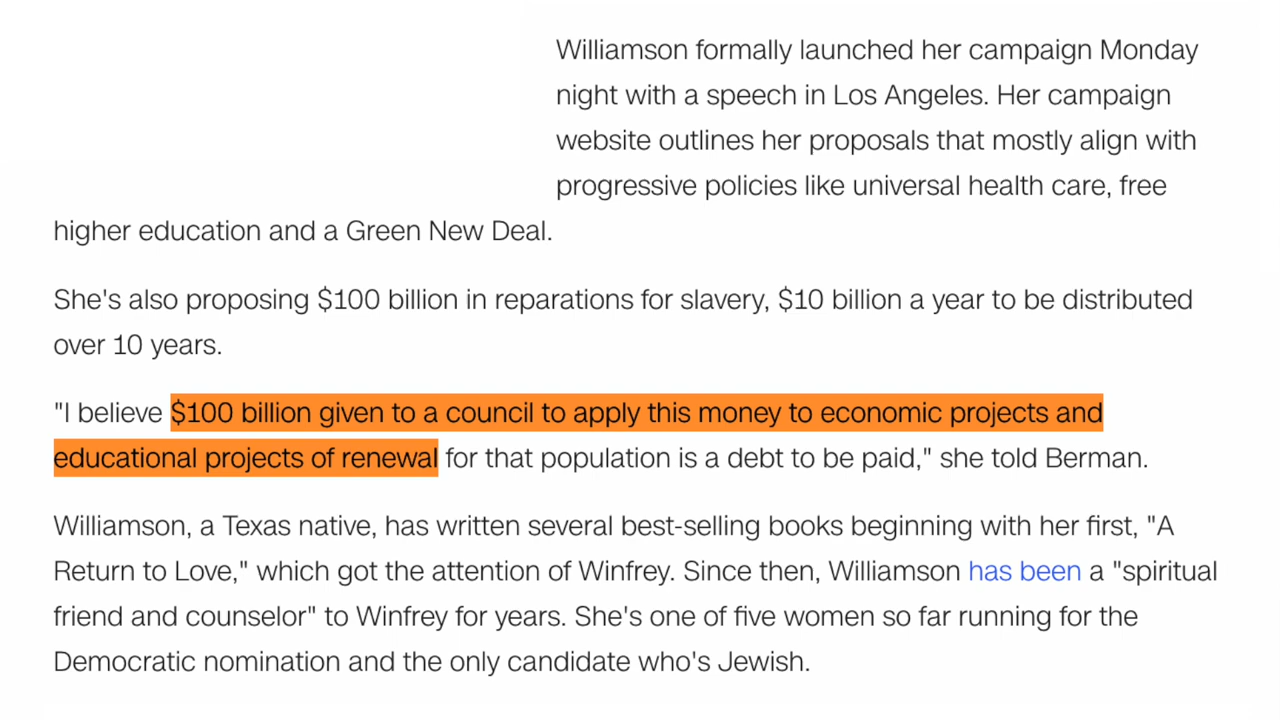 Williamson formally launched her campaign Monday
night with a speech in Los Angeles. Her campaign
website outlines her proposals that mostly align with
progressive policies like universal health care, free
higher education and a Green New Deal.
She's also proposing $100 billion in reparations for slavery, $10 billion a year to be distributed
over 10 years.
"I believe $100 billion given to a council to apply this money to economic projects and
educational projects of renewal for that population is a debt to be paid," she told Berman.
Williamson, a Texas native, has written several best-selling books beginning with her first, "A
Return to Love," which got the attention of Winfrey. Since then, Williamson has been a "spiritual
friend and counselor" to Winfrey for years. She's one of five women so far running for the
Democratic nomination and the only candidate who's Jewish.